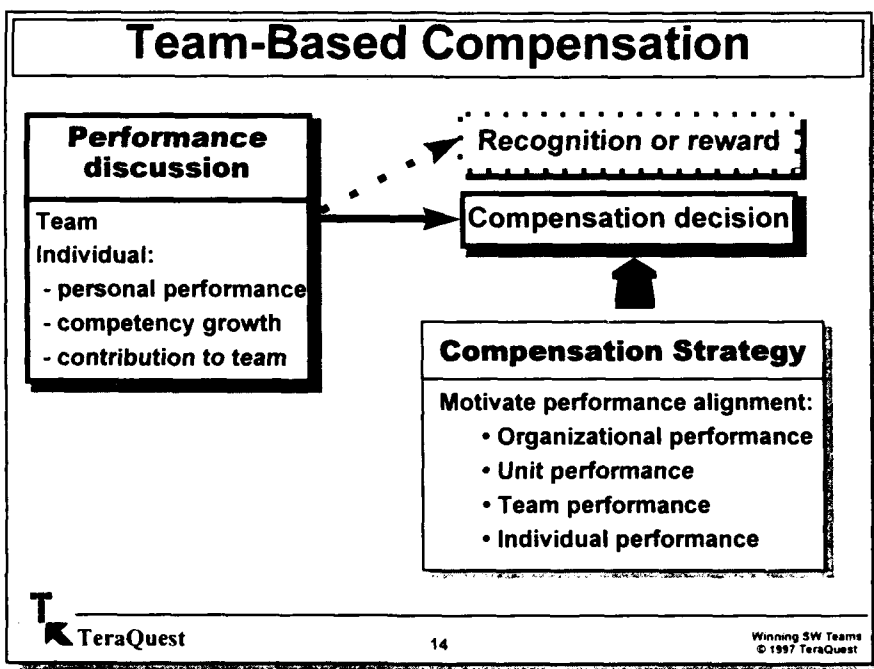 Team-Based Compensation
Performance
discussion
Team
Individual:
- personal performance
- competency growth
- contribution to team
Recognition or reward
Compensation decision
Compensation Strategy
Motivate performance alignment:
• Organizational performance
• Unit performance
• Team performance
• Individual performance
TeraQuest
14
Winning SW Teams
© 1997 TeraQuest